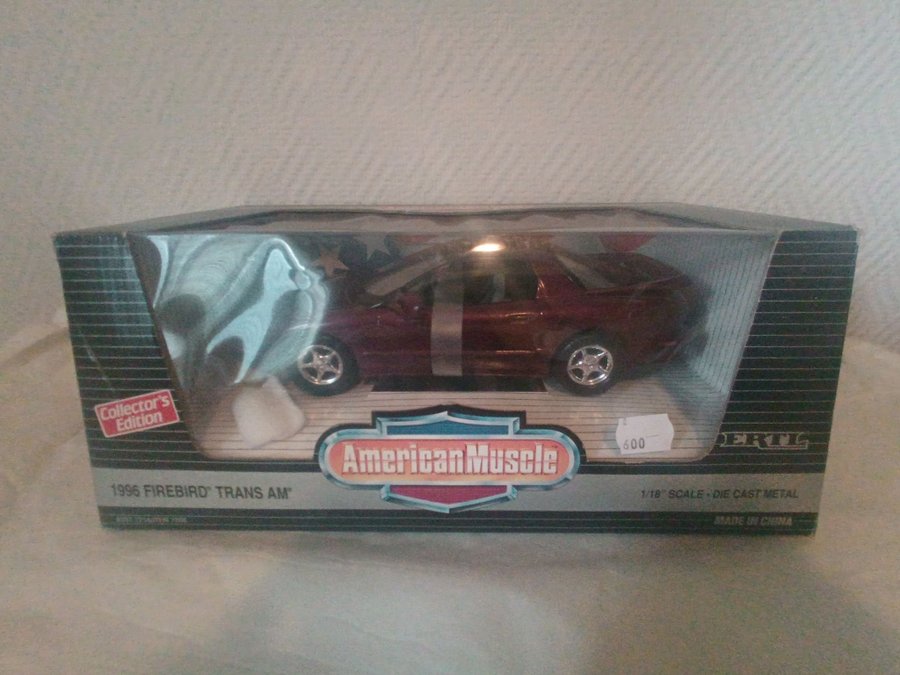 Collector's
Edition
AmericanMuscle
600
ERTL
1996 FIREBIRD® TRANS AM®
1/18" SCALE - DIE CAST METAL
MADE IN CHINA